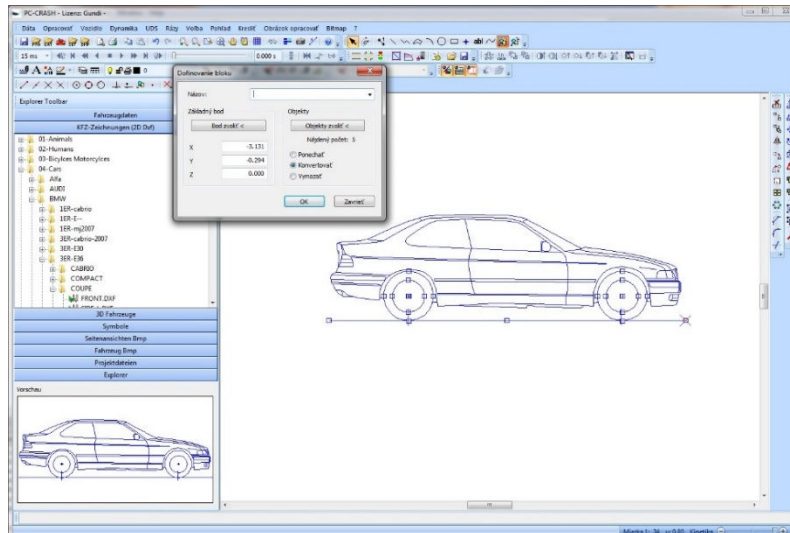 PC-CRASH - Lizenz: Gundi -
Dáta Opracovať Vozidlo Dynamika UDS Rázy Voľba Pohľad Kresliť Obrázok opracovať Bitmap ?
15 ms
0.000 s
Explorer Toolbar
Fahrzeugdaten
KFZ-Zeichnungen (2D Dxf)
01-Animals
02-Humans
03-Bicylces Motorcylces
04-Cars
Alfa
AUDI
BMW
1ER-cabrio
1ER-E--
1ER-mj2007
3ER-cabrio-2007
3ER-E30
3ER-E36
CABRIO
COMPACT
COUPE
FRONT.DXF
3D Fahrzeuge
Symbole
Seitenansichten Bmp
Fahrzeug Bmp
Projektdateien
Explorer
Vorschau
Definovanie bloku
Názov:
Základný bod
Objekty
Bod zvoliť <
Objekty zvoliť <
Nájdený počet: 5
X -3.131
Y -0.294
Z 0.000
Ponechať
Konvertovať
Vymazať
OK
Zavrieť